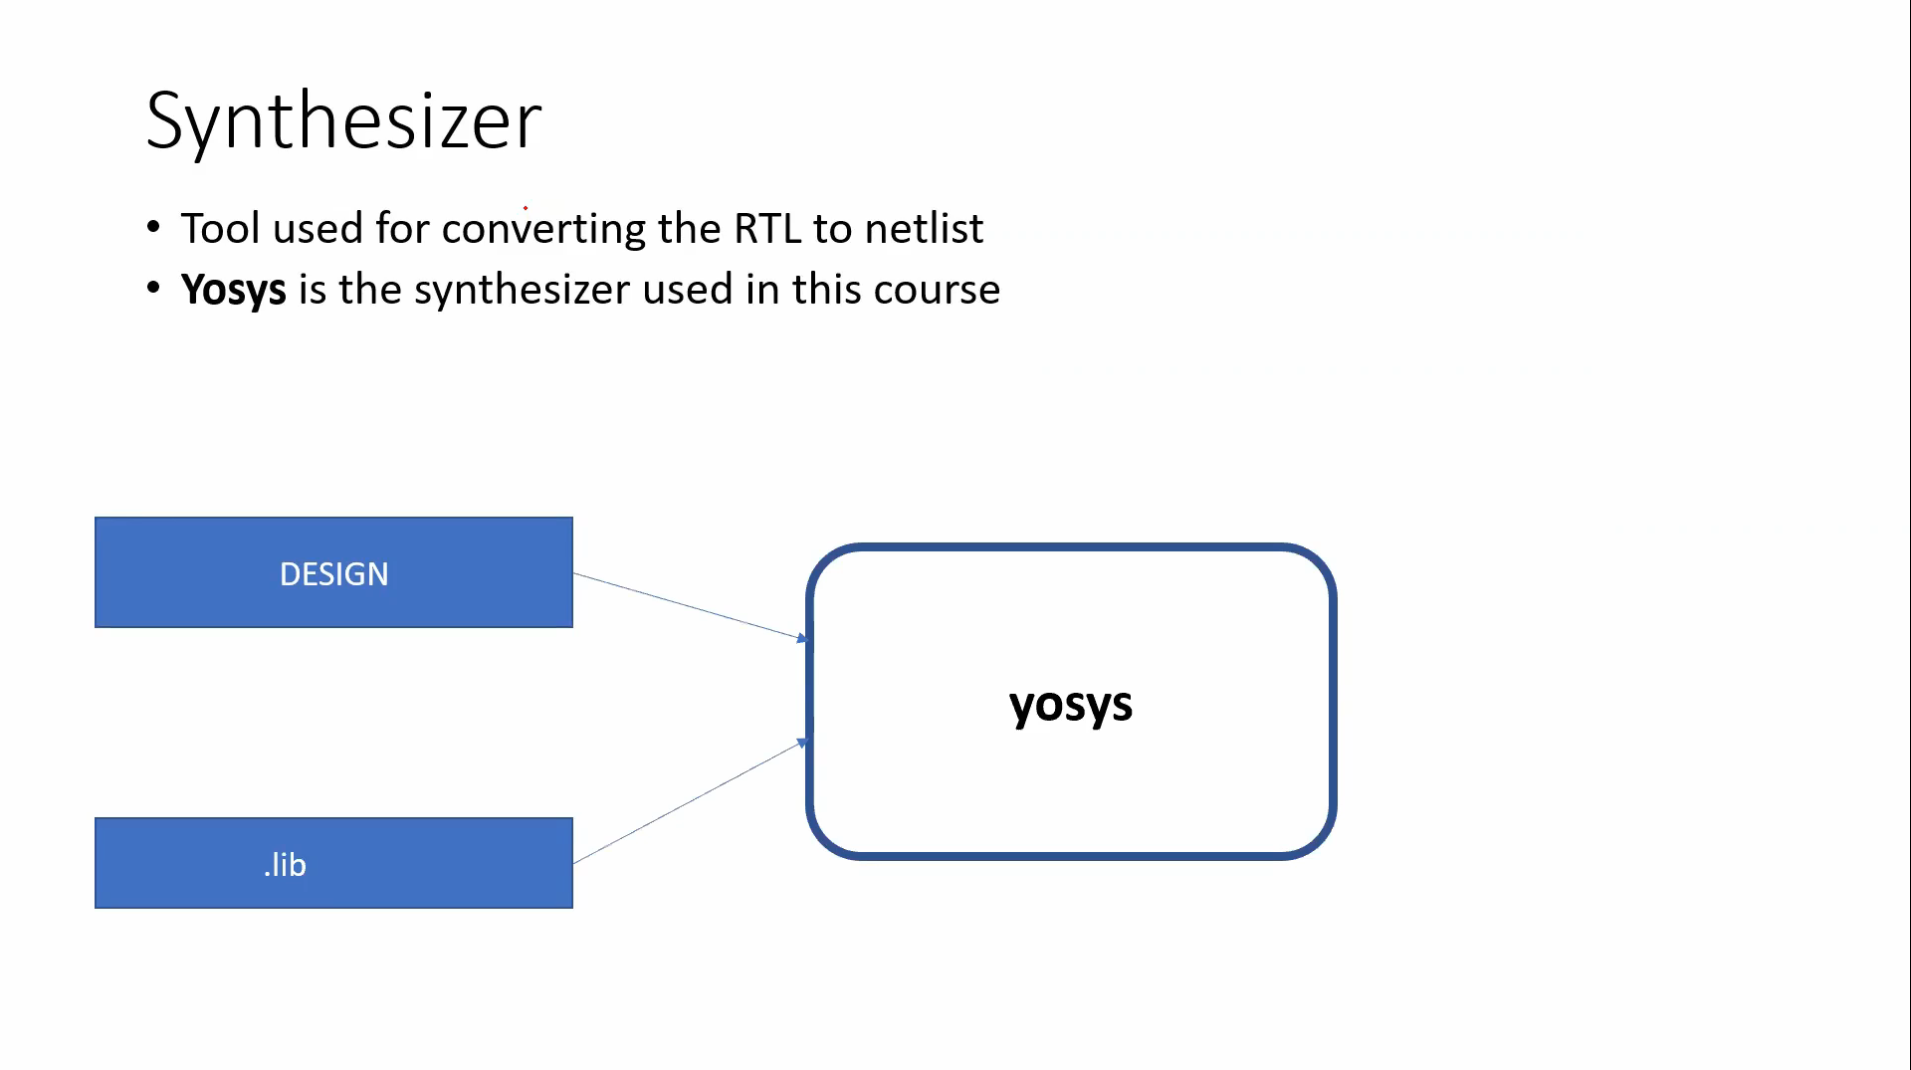 Synthesizer
• Tool used for converting the RTL to netlist
• Yosys is the synthesizer used in this course
DESIGN
yosys
.lib